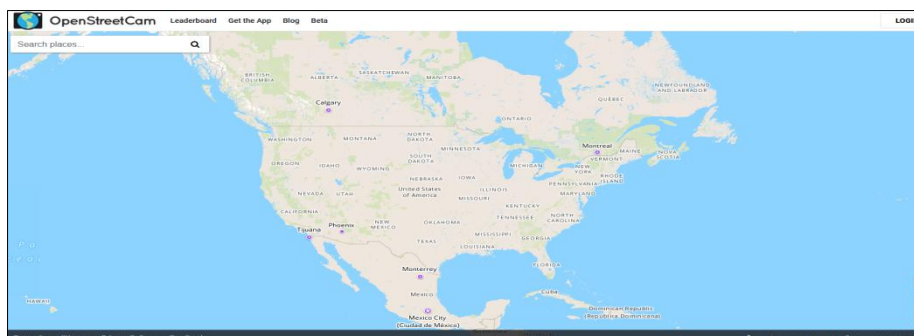 OpenStreetCam Leaderboard Get the App Blog Beta LOGI
Search places...
BRITISH
COLUMBIA
ALBERTA
SASKATCHEWAN
MANITOBA
NEWFOUNDLAND
AND LABRADOR
QUÉBEC
Calgary
ONTARIO
WASHINGTON
MONTANA
NORTH
DAKOTA
MINNESOTA
Montreal
MAINE
NOVA
SCOTIA
VERMONT
OREGON
IDAHO
SOUTH
DAKOTA
WYOMING
MICHIGAN
NEW
YORK
RHODE
ISLAND
NEBRASKA
IOWA
PENNSYLVANIA
NEVADA
UTAH
United States
of America
ILLINOIS
MARYLAND
MISSOURI
KENTUCKY
CALIFORNIA
TENNESSEE
NORTH
CAROLINA
Tijuana
Phoenix
NEW
MEXICO
OKLAHOMA
MISSISSIPPI
GEORGIA
TEXAS
LOUISIANA
FLORIDA
Monterrey
HAWAII
Mexico
Cuba
Mexico City
(Ciudad de México)
Dominican Republic
(República Dominicana)